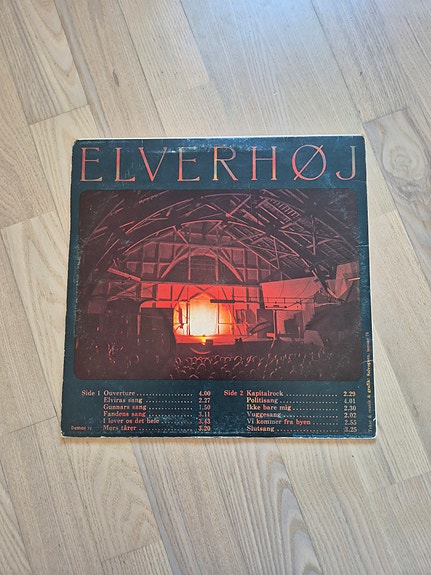 ELVERHØJ
Side 1 Ouverture 4.00
Elviras sang 2.27
Gunnars sang 1.50
Fandens sang 3.11
I lover os det hele 3.43
Mors tårer 3.20
Side 2 Kapitalrock 2.29
Politisang 4.01
Ikke bare mig 2.30
Vuggesang 2.02
Vi kommer fra byen 2.55
Slutsang 3.25